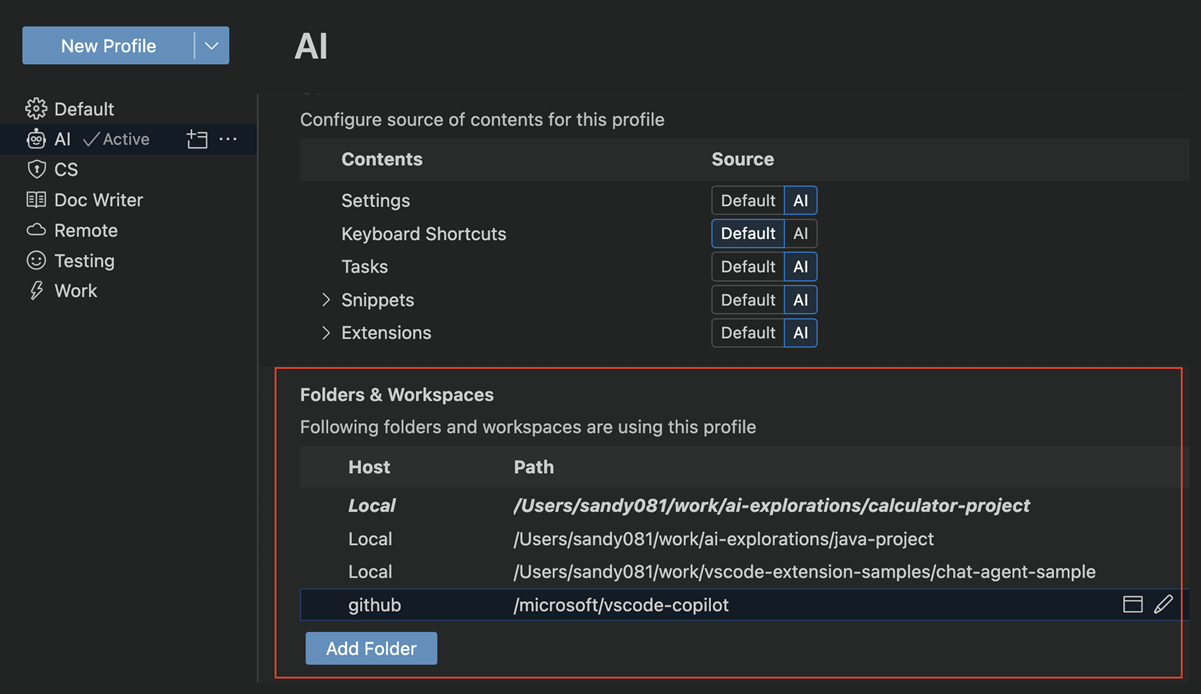 New Profile
AI
Default
AI Active
CS
Doc Writer
Remote
Testing
Work
Configure source of contents for this profile
Contents Source
Settings Default AI
Keyboard Shortcuts Default AI
Tasks Default AI
Snippets Default AI
Extensions Default AI
Folders & Workspaces
Following folders and workspaces are using this profile
Host Path
Local /Users/sandy081/work/ai-explorations/calculator-project
Local /Users/sandy081/work/ai-explorations/java-project
Local /Users/sandy081/work/vscode-extension-samples/chat-agent-sample
github /microsoft/vscode-copilot
Add Folder